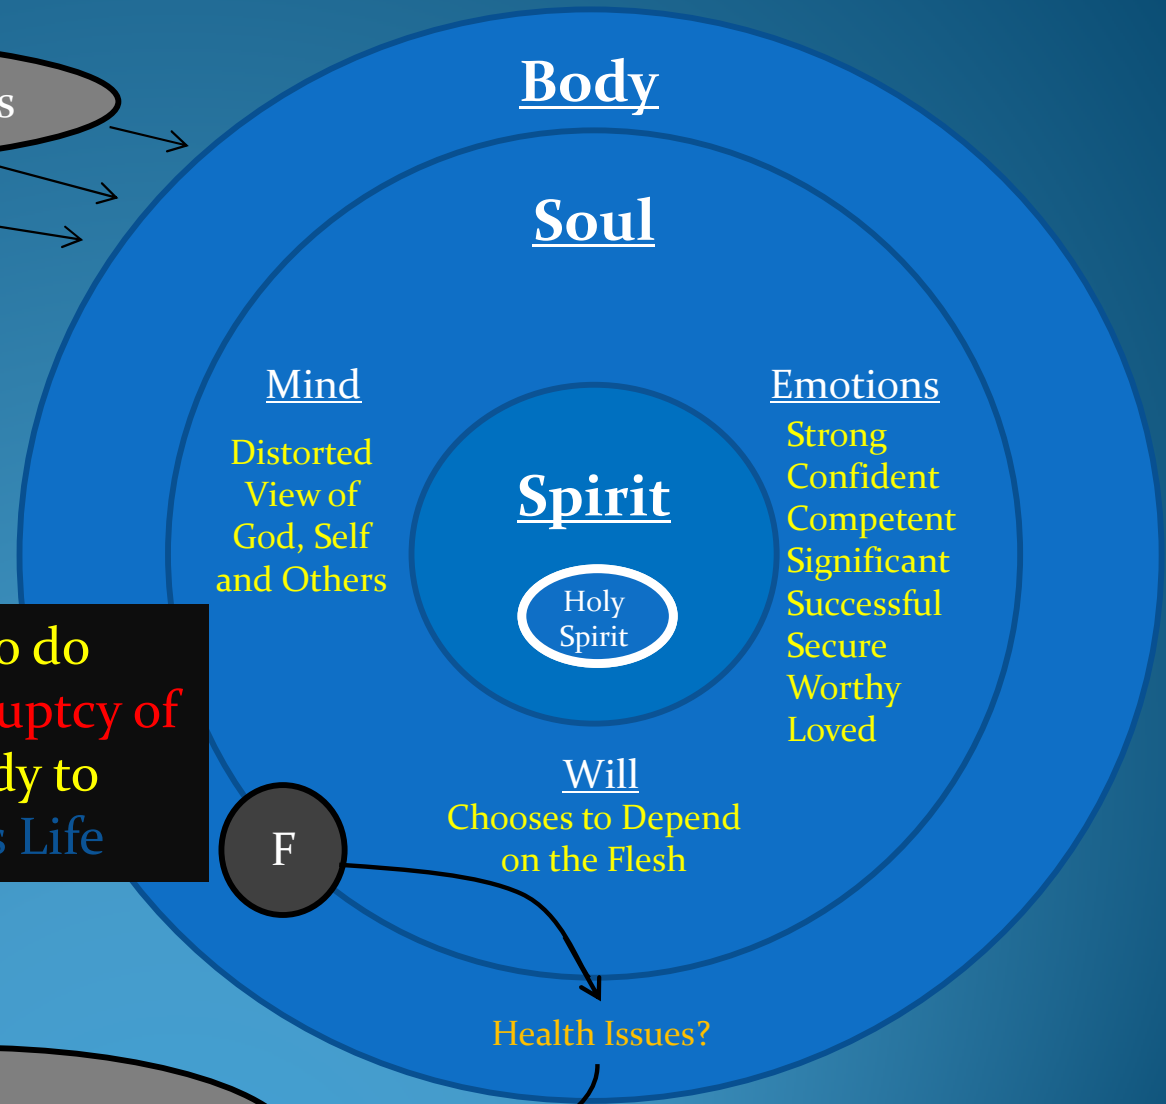 Body
s
Soul
Mind
Distorted
View of
God, Self
and Others
Spirit
Holy
Spirit
Emotions
Strong
Confident
Competent
Significant
Successful
Secure
Worthy
Loved
o do
uptcy of
dy to
s Life
Will
Chooses to Depend
on the Flesh
F
Health Issues?